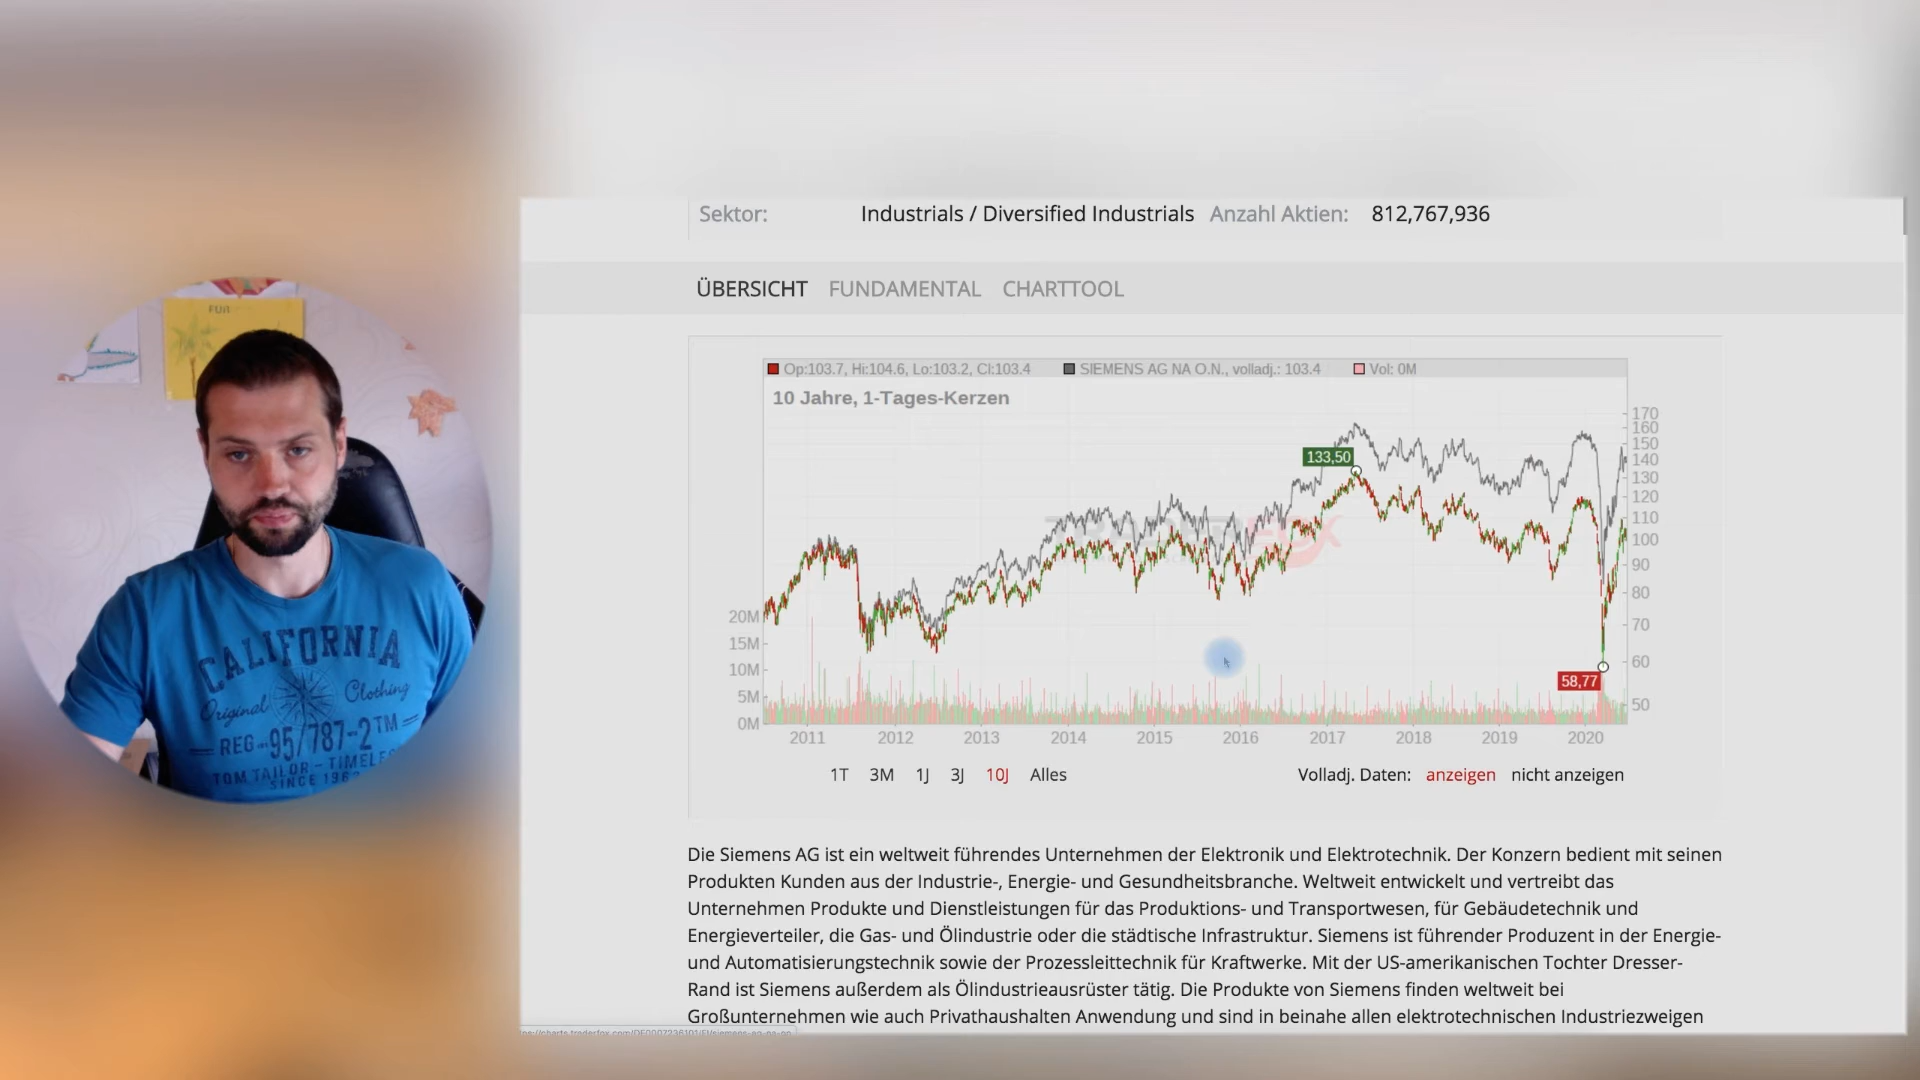 Sektor: Industrials / Diversified Industrials Anzahl Aktien: 812,767,936
ÜBERSICHT FUNDAMENTAL CHARTTOOL
Op:103.7, Hi:104.6, Lo:103.2, Cl:103.4 SIEMENS AG NA O.N., volladj.: 103.4 Vol: 0M
10 Jahre, 1-Tages-Kerzen
170
160
150
140
130
120
110
100
90
80
70
60
50
133,50
58,77
20M
15M
10M
5M
0M
2011 2012 2013 2014 2015 2016 2017 2018 2019 2020
1T 3M 1J 3J 10J Alles Volladj. Daten: anzeigen nicht anzeigen
Die Siemens AG ist ein weltweit führendes Unternehmen der Elektronik und Elektrotechnik. Der Konzern bedient mit seinen
Produkten Kunden aus der Industrie-, Energie- und Gesundheitsbranche. Weltweit entwickelt und vertreibt das
Unternehmen Produkte und Dienstleistungen für das Produktions- und Transportwesen, für Gebäudetechnik und
Energieverteiler, die Gas- und Ölindustrie oder die städtische Infrastruktur. Siemens ist führender Produzent in der Energie-
und Automatisierungstechnik sowie der Prozessleittechnik für Kraftwerke. Mit der US-amerikanischen Tochter Dresser-
Rand ist Siemens außerdem als Ölindustrieausrüster tätig. Die Produkte von Siemens finden weltweit bei
Großunternehmen wie auch Privathaushalten Anwendung und sind in beinahe allen elektrotechnischen Industriezweigen
CALIFORNIA
Original Clothing
REG-95/787-2TM
TOM TAILOR - TIMELE
SINCE 196